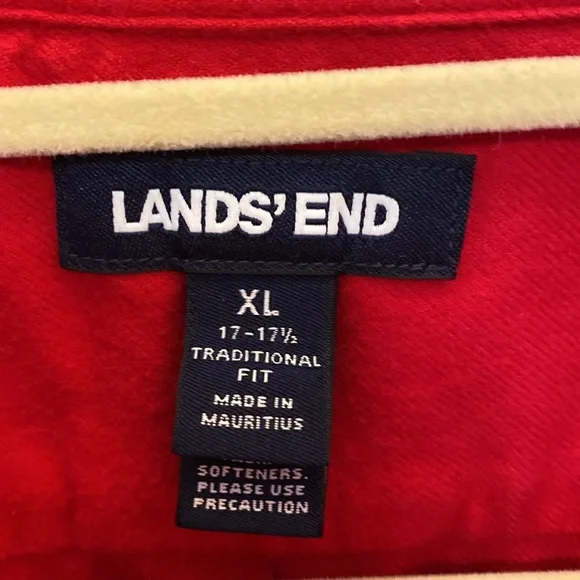 LANDS' END
XL
17-17½
TRADITIONAL
FIT
MADE IN
MAURITIUS
SOFTENERS.
PLEASE USE
PRECAUTION